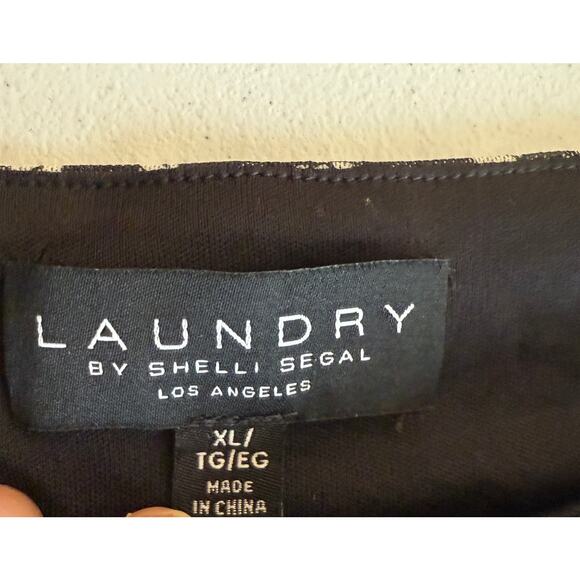 LAUNDRY
BY SHELLI SEGAL
LOS ANGELES
XL/
TG/EG
MADE
IN CHINA